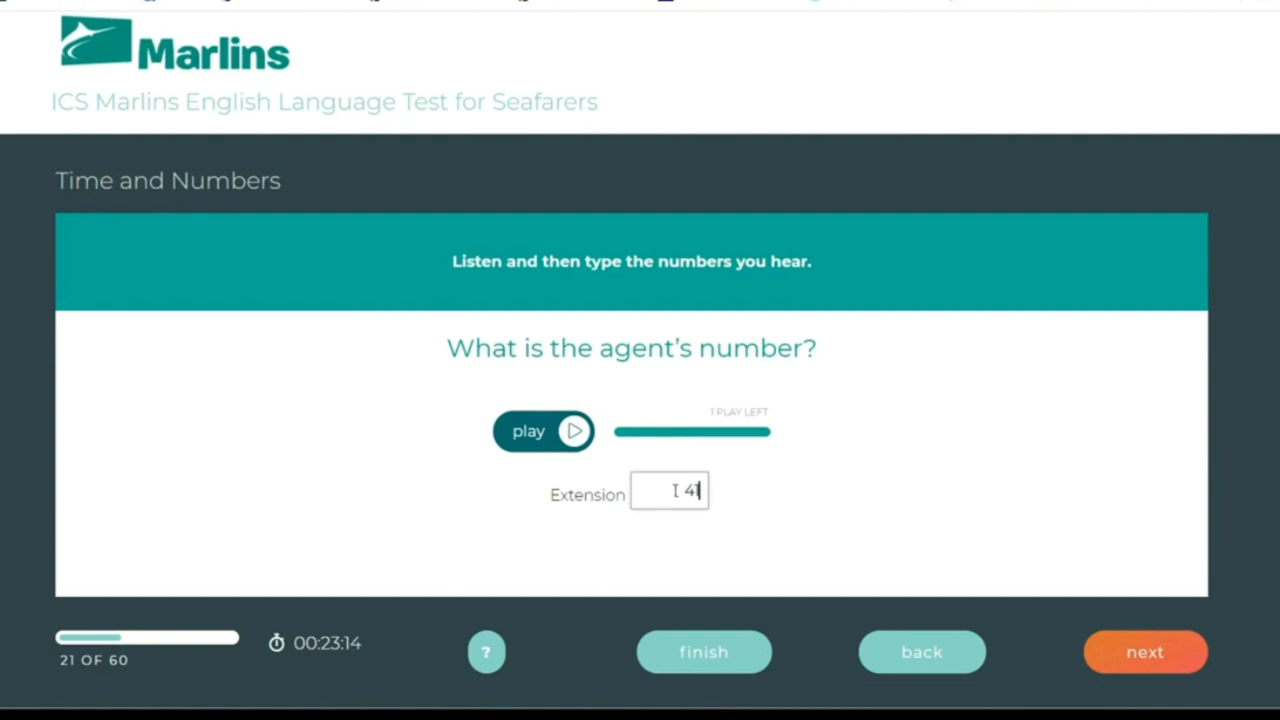 Marlins
ICS Marlins English Language Test for Seafarers
Time and Numbers
Listen and then type the numbers you hear.
What is the agent's number?
1 PLAY LEFT
play
Extension 41
21 OF 60
00:23:14
?
finish
back
next